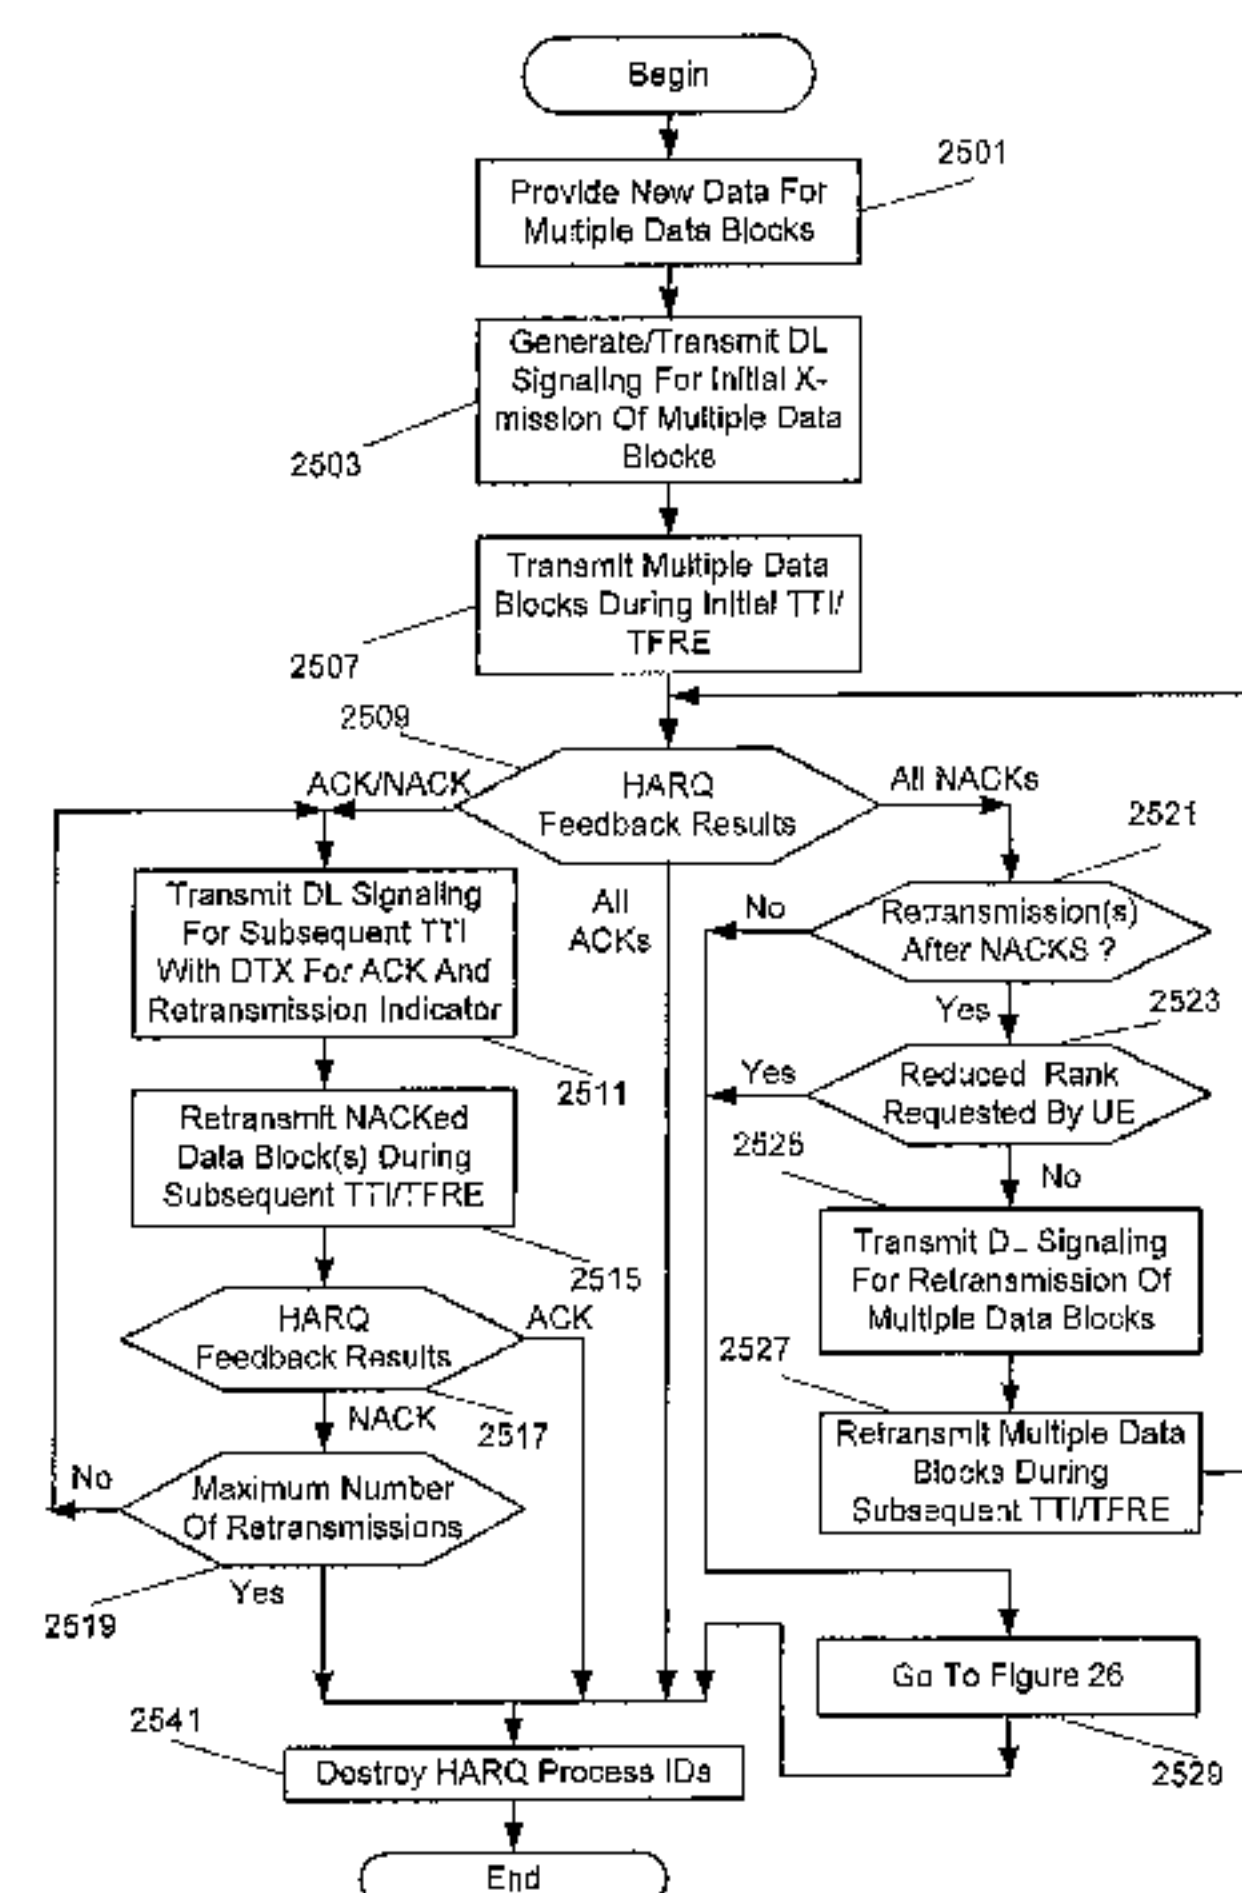 Begin
2501
Provide New Data For
Multiple Data Blocks
Generate/Transmit DL
Signaling For Initial X-
mission Of Multiple Data
Blocks
2503
Transmit Multiple Data
Blocks During Initial TTI/
TFRE
2507
2509
HARQ
Feedback Results
ACK/NACK
All NACKs
All
ACKs
2521
Retransmission(s)
After NACKS ?
No
Yes
Transmit DL Signaling
For Subsequent TTI
With DTX For ACK And
Retransmission Indicator
2511
2523
Reduced Rank
Requested By UE
Yes
No
Retransmit NACKed
Data Block(s) During
Subsequent TTI/TFRE
2515
2525
Transmit DL Signaling
For Retransmission Of
Multiple Data Blocks
HARQ
Feedback Results
ACK
NACK
2517
2527
Retransmit Multiple Data
Blocks During
Subsequent TTI/TFRE
Maximum Number
Of Retransmissions
No
Yes
2519
Go To Figure 26
2529
2541
Destroy HARQ Process IDs
End